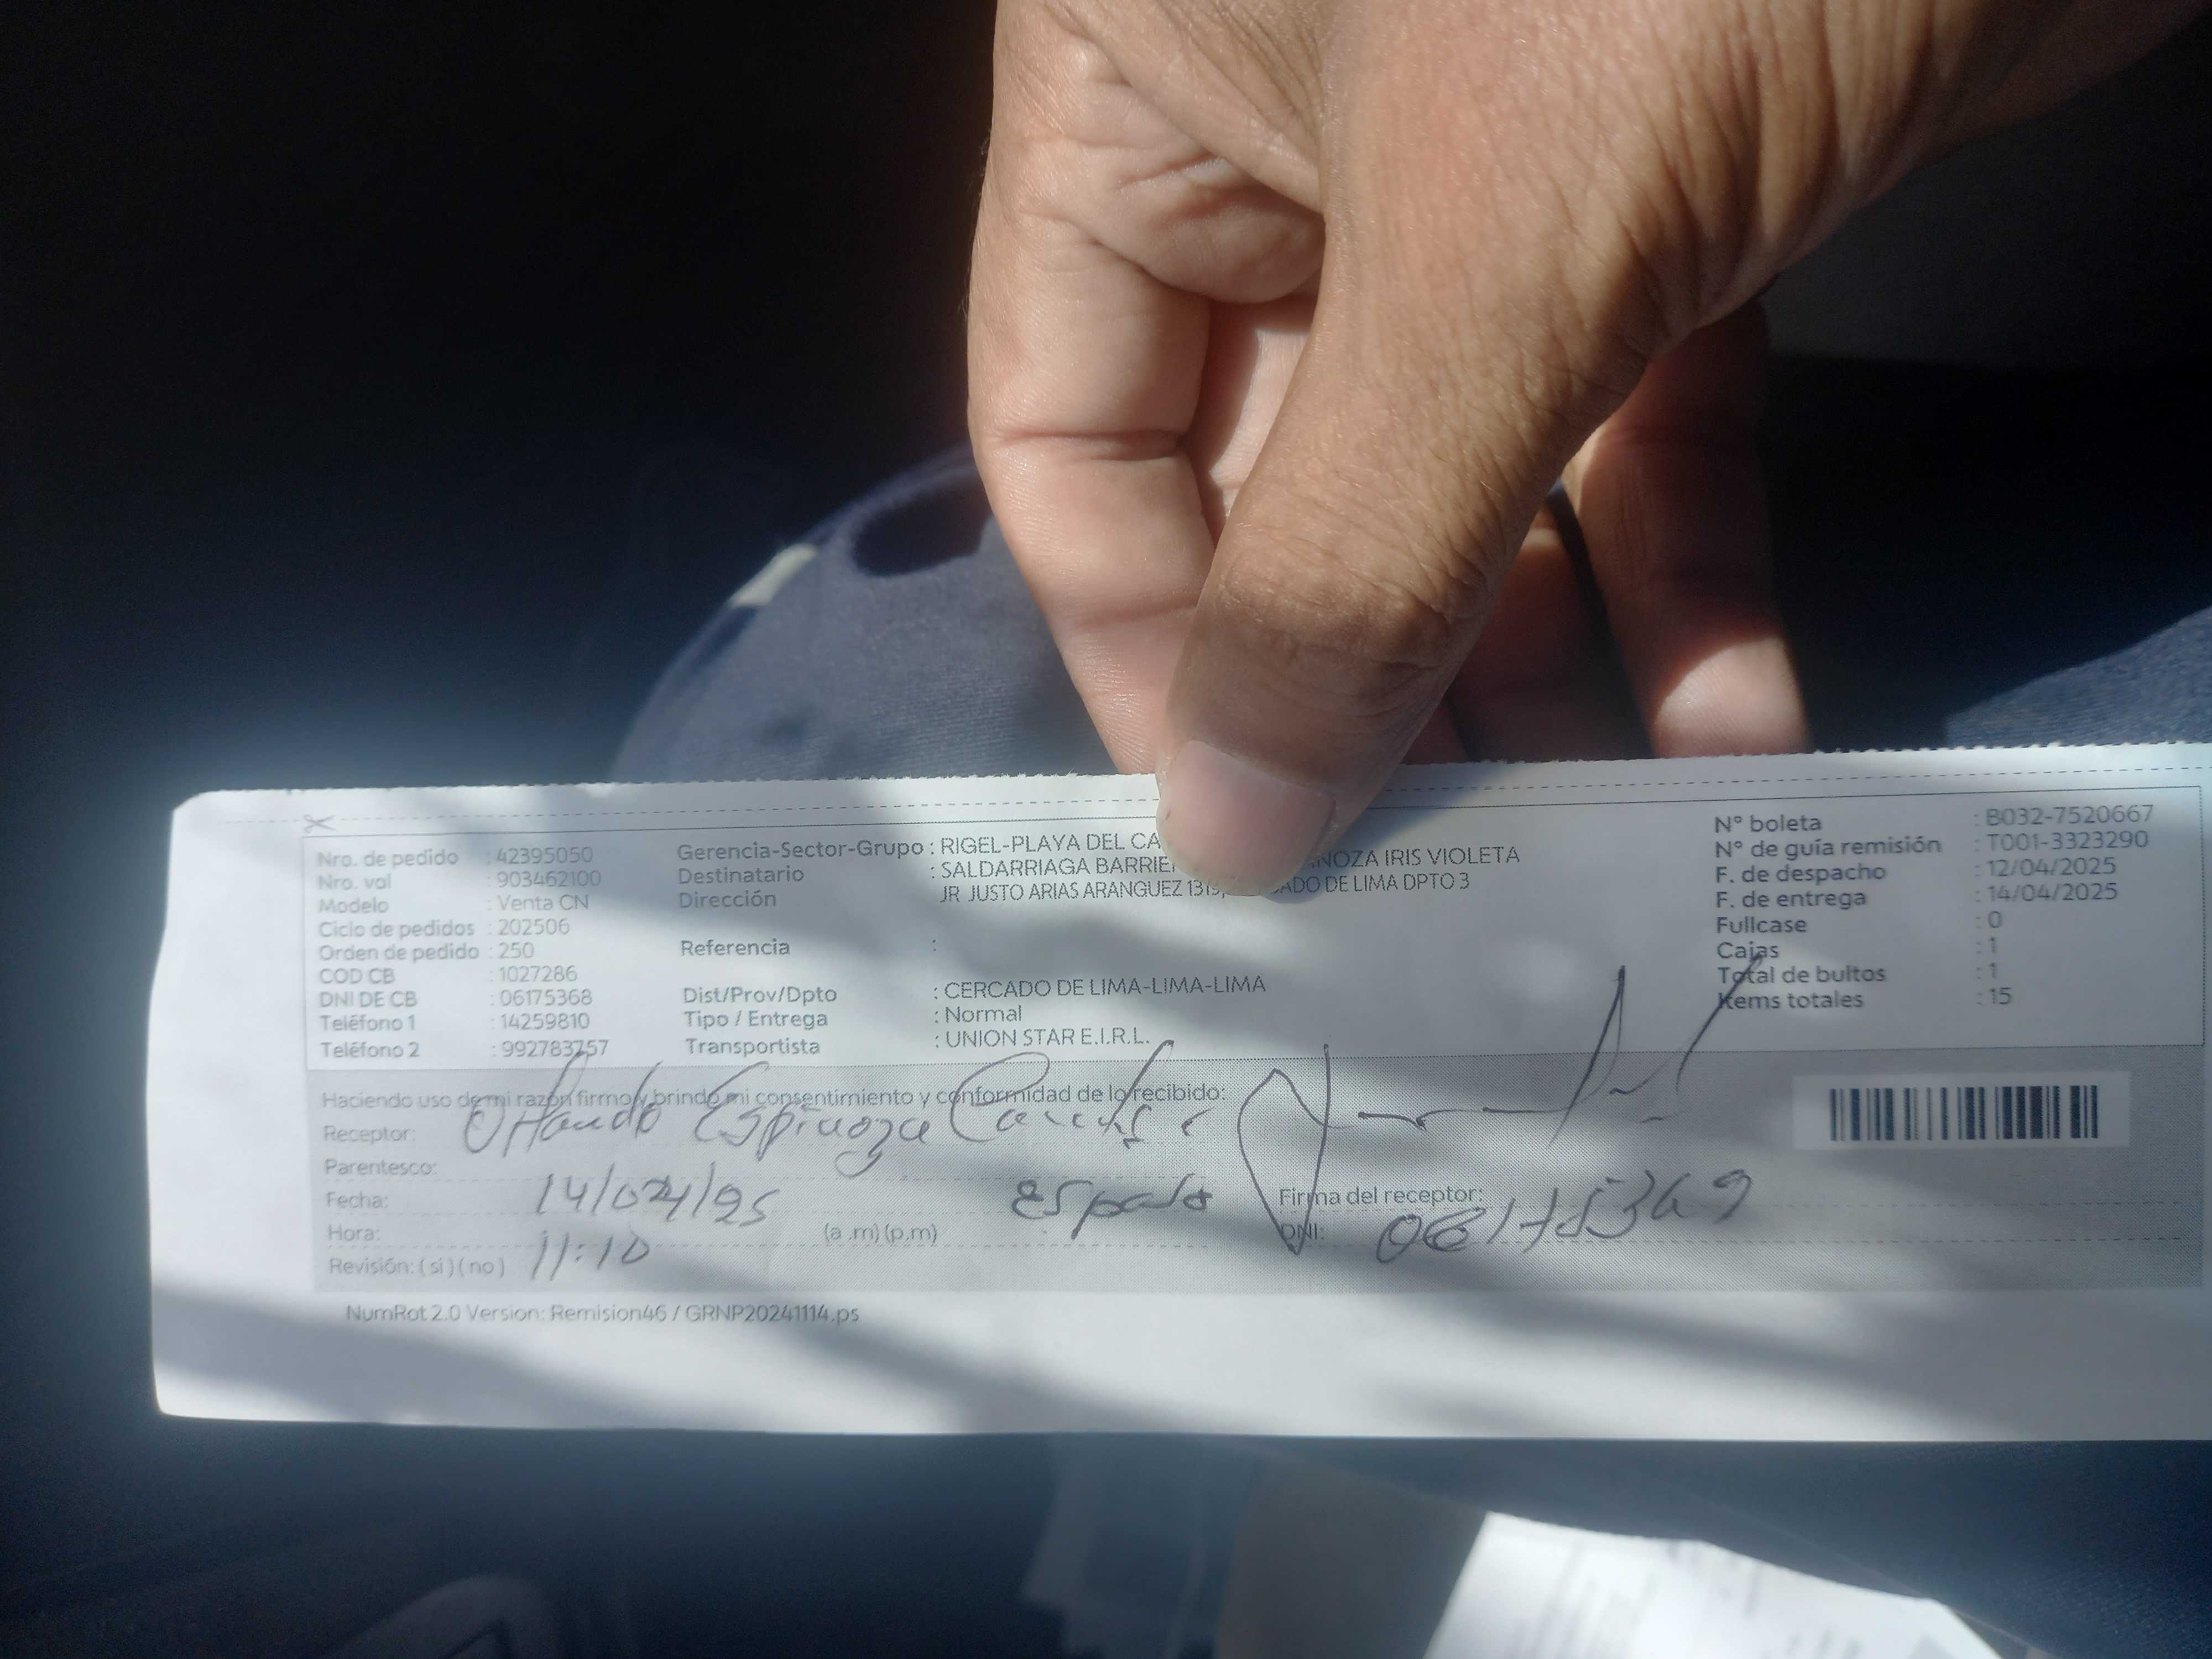 Nro. de pedido : 42395050
Nro. val : 903462100
Modelo : Venta CN
Ciclo de pedidos : 202506
Orden de pedido : 250
COD CB : 1027286
DNI DE CB : 06175368
Teléfono 1 : 14259810
Teléfono 2 : 992783757
Gerencia-Sector-Grupo : RIGEL-PLAYA DEL CA
Destinatario : SALDARRIAGA BARRIE NOZA IRIS VIOLETA
Dirección JR JUSTO ARIAS ARANGUEZ ADO DE LIMA DPTO 3
Referencia :
Dist/Prov/Dpto : CERCADO DE LIMA-LIMA-LIMA
Tipo / Entrega : Normal
Transportista : UNION STAR E.I.R.L.
N° boleta : B032-7520667
N° de guía remisión : T001-3323290
F. de despacho : 12/04/2025
F. de entrega : 14/04/2025
Fullcase : 0
Cajas : 1
Total de bultos : 1
Items totales : 15
Haciendo uso de mi razón firmo y brindo mi consentimiento y conformidad de lo recibido:
Receptor: Orlando Espinoza
Parentesco:
Fecha: 14/04/25
Hora: (a .m) (p.m)
Revisión: ( si ) ( no ) 11:10
Firma del receptor:
DNI: 06175369
NumRot 2.0 Version: Remision46 / GRNP20241114.ps